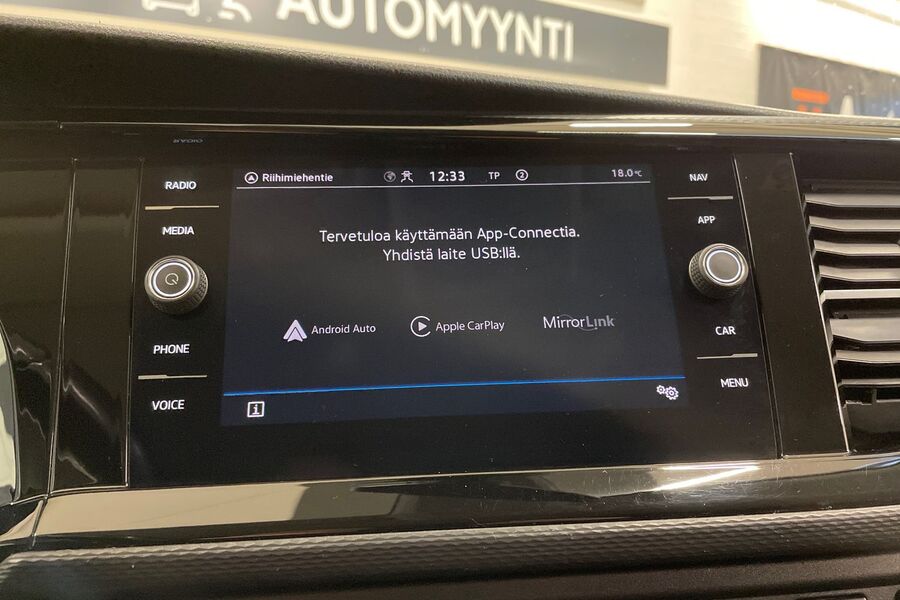 AUTOMYYNTI
RADIO
MEDIA
PHONE
VOICE
Riihimiehentie
12:33
TP
2
18.0°C
Tervetuloa käyttämään App-Connectia.
Yhdistä laite USB:llä.
Android Auto
Apple CarPlay
MirrorLink
i
NAV
APP
CAR
MENU